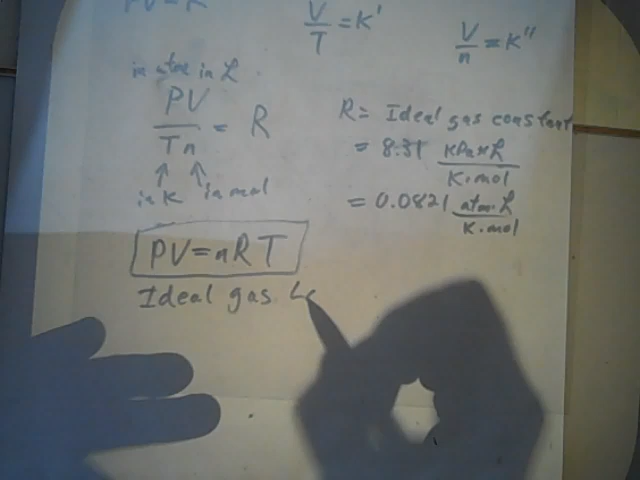 PV = K
V/T = K'
V/n = K''
in atm in L
PV/Tn = R
↑ ↑
in K in mol
R = Ideal gas constant
= 8.31 kPa×L/K·mol
= 0.0821 atm·L/K·mol
PV = nRT
Ideal gas